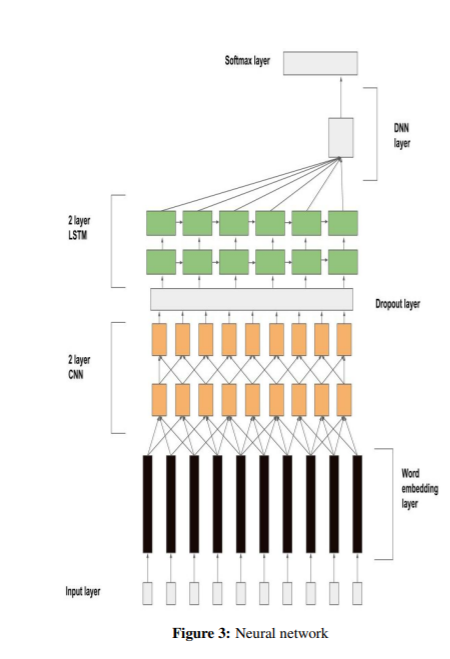 Softmax layer
DNN
layer
2 layer
LSTM
Dropout layer
2 layer
CNN
Word
embedding
layer
Input layer
Figure 3: Neural network